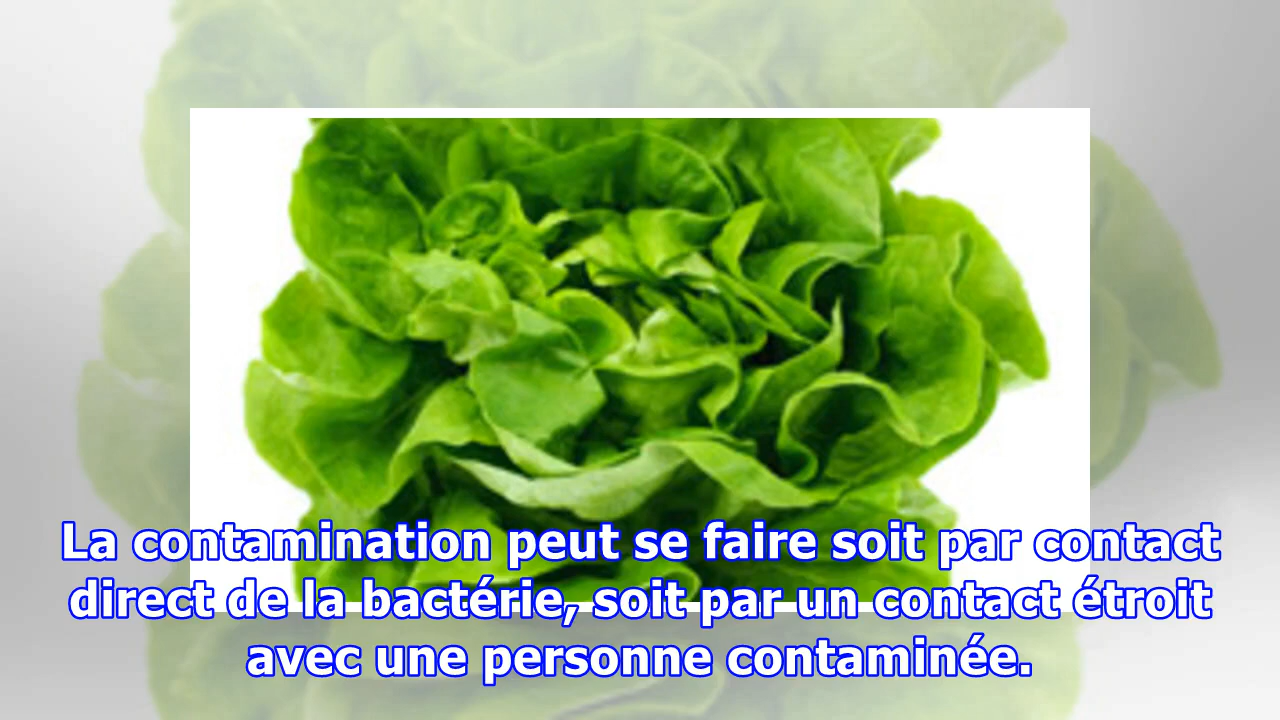 La contamination peut se faire soit par contact
direct de la bactérie, soit par un contact étroit
avec une personne contaminée.